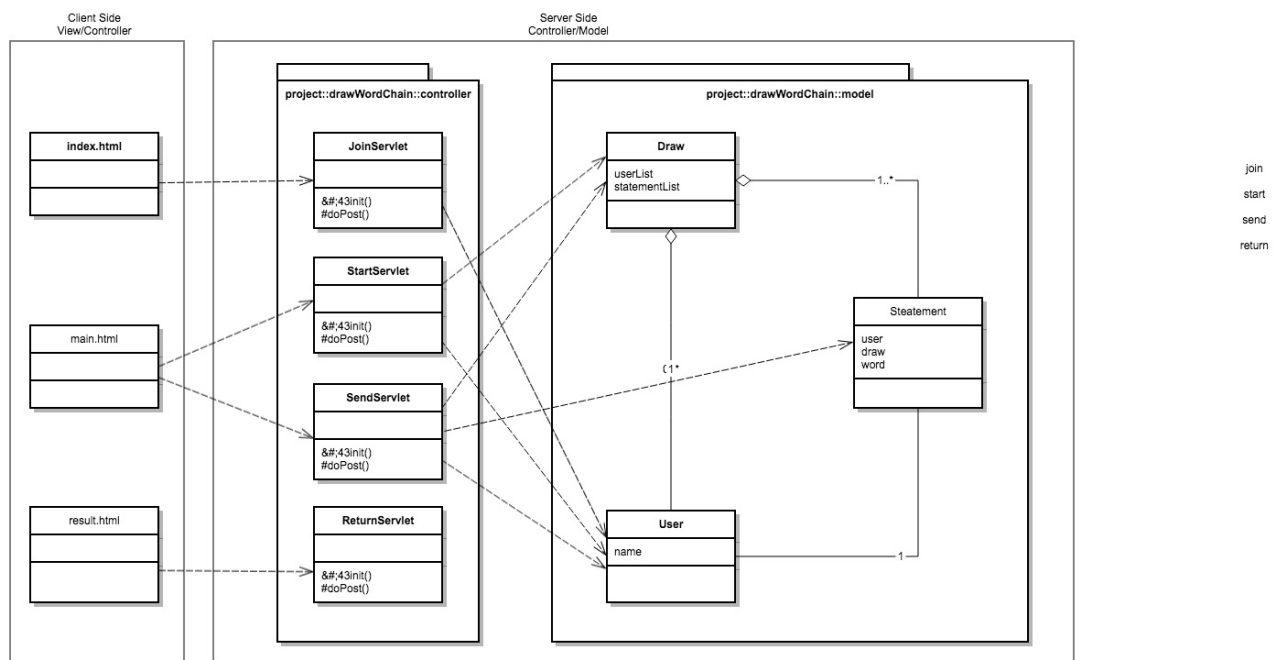 Client Side
View/Controller
Server Side
Controller/Model
project::drawWordChain::controller
project::drawWordChain::model
index.html
JoinServlet
&#;43init()
#doPost()
Draw
userList
statementList
1..*
join
start
send
return
StartServlet
&#;43init()
#doPost()
main.html
Steatement
user
draw
word
SendServlet
&#;43init()
#doPost()
result.html
ReturnServlet
&#;43init()
#doPost()
User
name
1